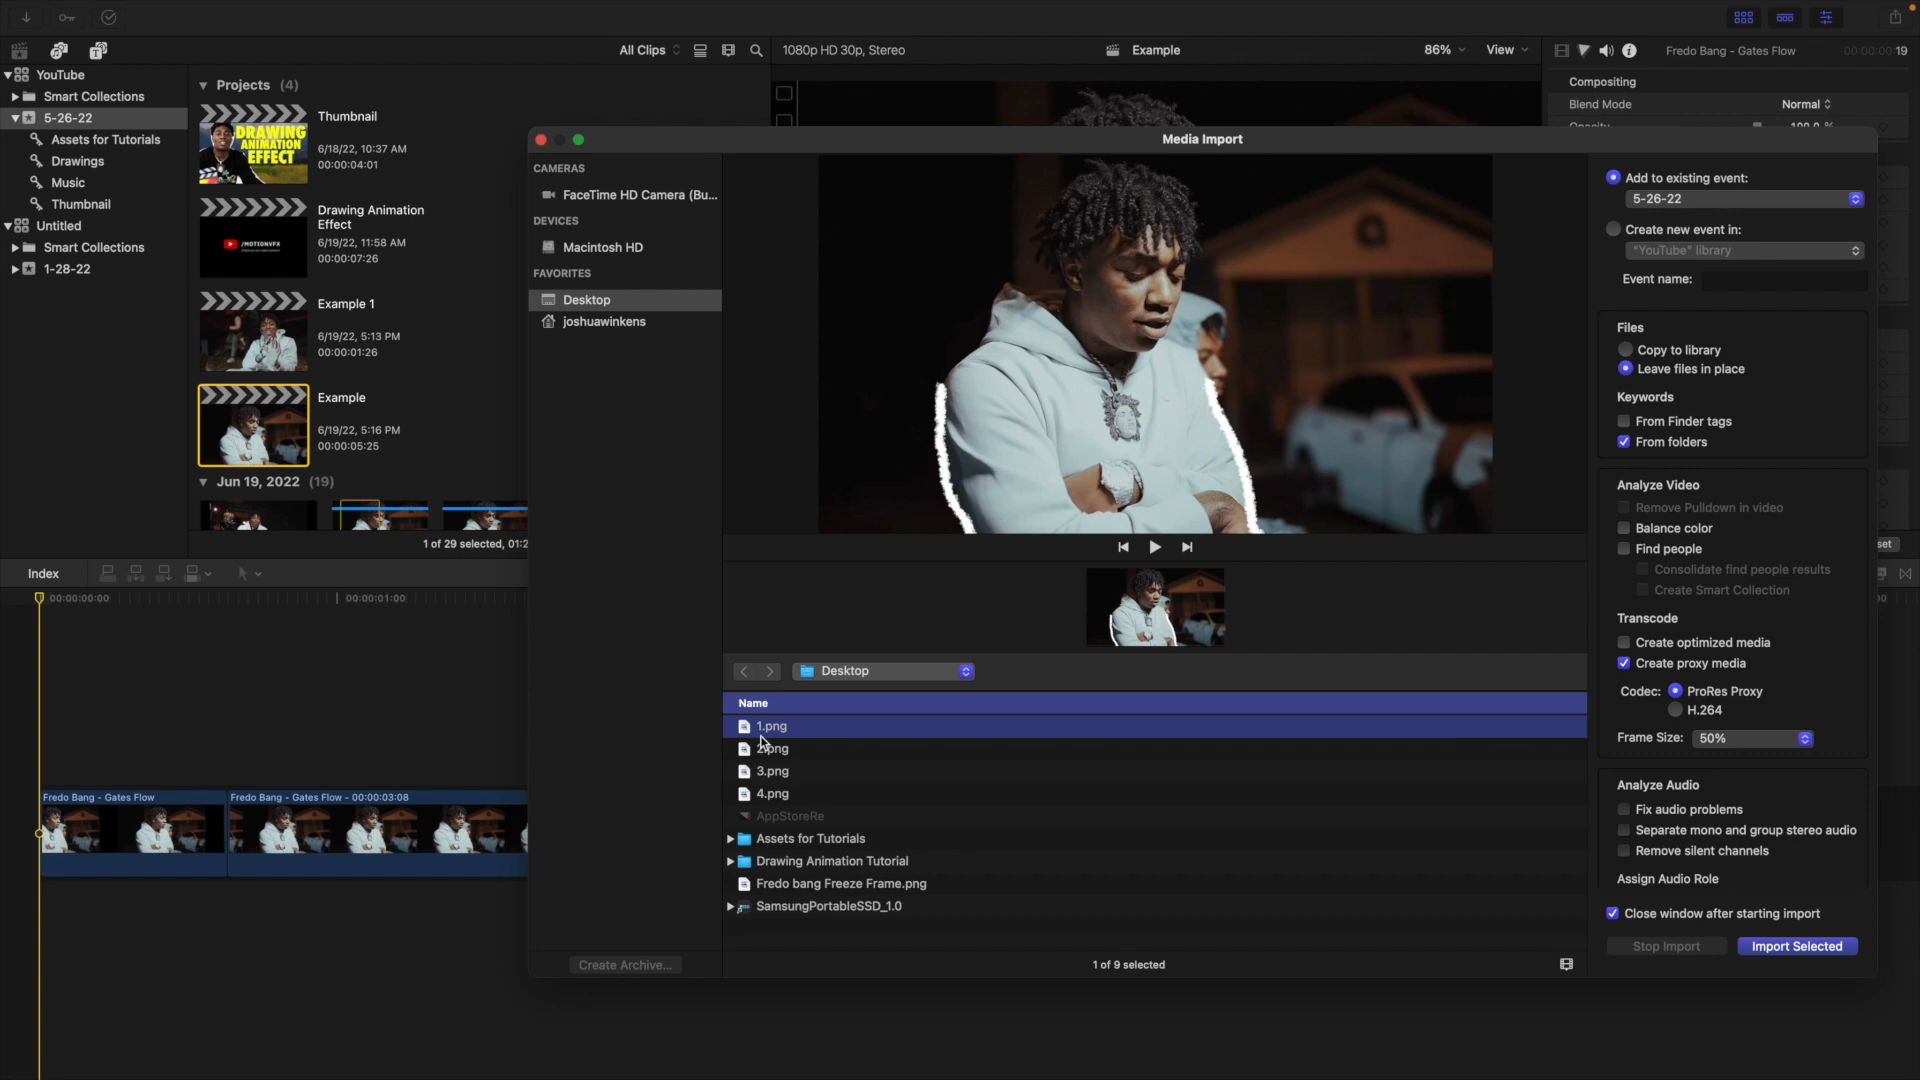 All Clips
1080p HD 30p, Stereo
Example
86%
View
Fredo Bang - Gates Flow
00:00:00:19
YouTube
Smart Collections
5-26-22
Assets for Tutorials
Drawings
Music
Thumbnail
Untitled
Smart Collections
1-28-22
Projects (4)
DRAWING
ANIMATION
EFFECT
Thumbnail
6/18/22, 10:37 AM
00:00:04:01
/MOTIONVFX
Drawing Animation
Effect
6/19/22, 11:58 AM
00:00:07:26
Example 1
6/19/22, 5:13 PM
00:00:01:26
Example
6/19/22, 5:16 PM
00:00:05:25
Jun 19, 2022 (19)
1 of 29 selected, 01:2
Compositing
Blend Mode
Normal
Opacity
100.0 %
Media Import
CAMERAS
FaceTime HD Camera (Bu...
DEVICES
Macintosh HD
FAVORITES
Desktop
joshuawinkens
Create Archive...
Desktop
Name
1.png
2.png
3.png
4.png
AppStoreRe
Assets for Tutorials
Drawing Animation Tutorial
Fredo bang Freeze Frame.png
SamsungPortableSSD_1.0
1 of 9 selected
Add to existing event:
5-26-22
Create new event in:
"YouTube" library
Event name:
Files
Copy to library
Leave files in place
Keywords
From Finder tags
From folders
Analyze Video
Remove Pulldown in video
Balance color
Find people
Consolidate find people results
Create Smart Collection
Transcode
Create optimized media
Create proxy media
Codec:
ProRes Proxy
H.264
Frame Size:
50%
Analyze Audio
Fix audio problems
Separate mono and group stereo audio
Remove silent channels
Assign Audio Role
Close window after starting import
Stop Import
Import Selected
set
Index
00:00:00:00
00:00:01:00
00
Fredo Bang - Gates Flow
Fredo Bang - Gates Flow - 00:00:03:08